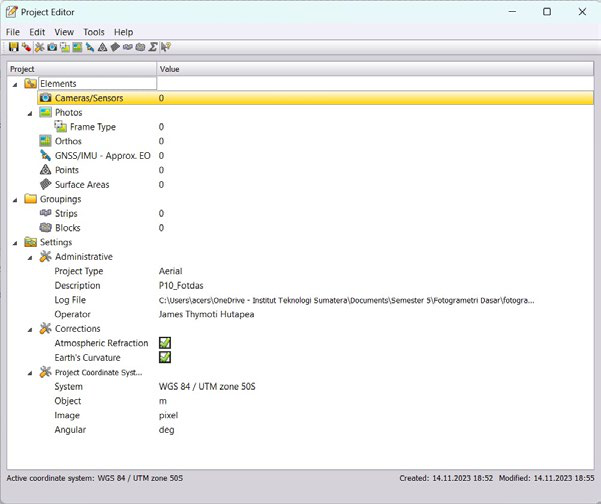 Project Editor
File Edit View Tools Help
Project Value
Elements
Cameras/Sensors 0
Photos 0
Frame Type 0
Orthos 0
GNSS/IMU - Approx. EO 0
Points 0
Surface Areas 0
Groupings
Strips 0
Blocks 0
Settings
Administrative
Project Type Aerial
Description P10_Fotdas
Log File C:\Users\acers\OneDrive - Institut Teknologi Sumatera\Documents\Semester 5\Fotogrametri Dasar\fotogra...
Operator James Thymoti Hutapea
Corrections
Atmospheric Refraction
Earth's Curvature
Project Coordinate Syst...
System WGS 84 / UTM zone 50S
Object m
Image pixel
Angular deg
Active coordinate system: WGS 84 / UTM zone 50S Created: 14.11.2023 18:52 Modified: 14.11.2023 18:55